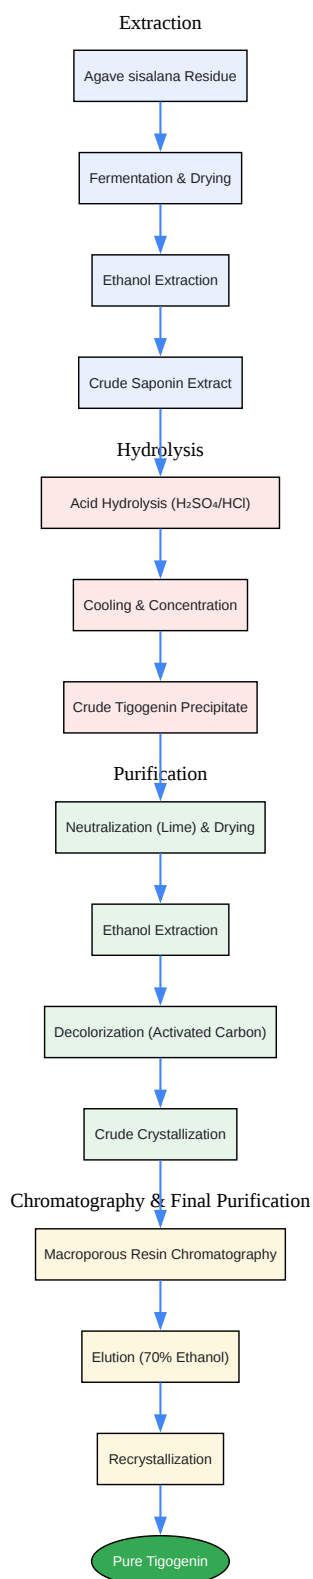 Extraction
Agave sisalana Residue
Fermentation & Drying
Ethanol Extraction
Crude Saponin Extract
Hydrolysis
Acid Hydrolysis (H₂SO₄/HCl)
Cooling & Concentration
Crude Tigogenin Precipitate
Purification
Neutralization (Lime) & Drying
Ethanol Extraction
Decolorization (Activated Carbon)
Crude Crystallization
Chromatography & Final Purification
Macroporous Resin Chromatography
Elution (70% Ethanol)
Recrystallization
Pure Tigogenin